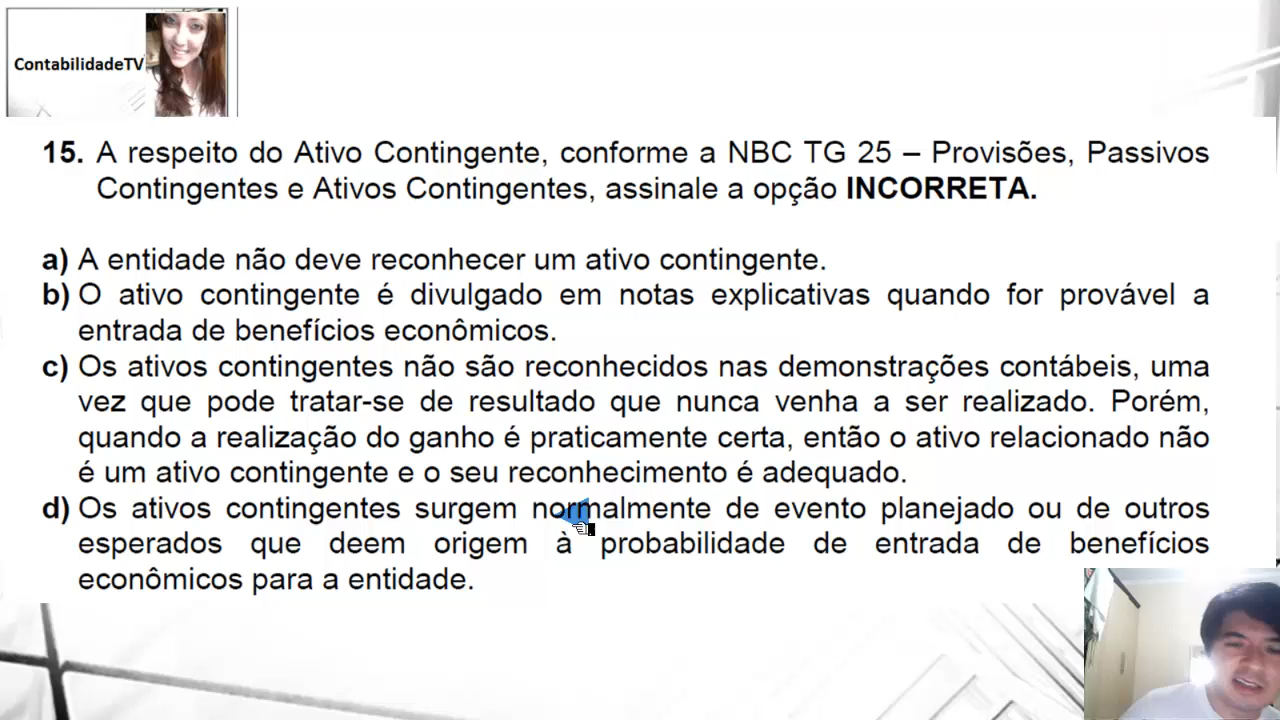 ContabilidadeTV
15. A respeito do Ativo Contingente, conforme a NBC TG 25 – Provisões, Passivos
Contingentes e Ativos Contingentes, assinale a opção INCORRETA.
a) A entidade não deve reconhecer um ativo contingente.
b) O ativo contingente é divulgado em notas explicativas quando for provável a
entrada de benefícios econômicos.
c) Os ativos contingentes não são reconhecidos nas demonstrações contábeis, uma
vez que pode tratar-se de resultado que nunca venha a ser realizado. Porém,
quando a realização do ganho é praticamente certa, então o ativo relacionado não
é um ativo contingente e o seu reconhecimento é adequado.
d) Os ativos contingentes surgem normalmente de evento planejado ou de outros
esperados que deem origem à probabilidade de entrada de benefícios
econômicos para a entidade.